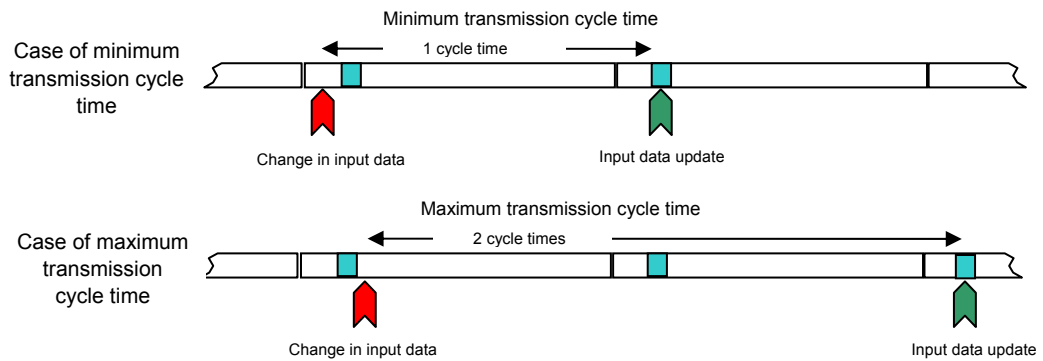 Minimum transmission cycle time
Case of minimum
transmission cycle
time
1 cycle time
Change in input data
Input data update
Maximum transmission cycle time
Case of maximum
transmission
cycle time
2 cycle times
Change in input data
Input data update